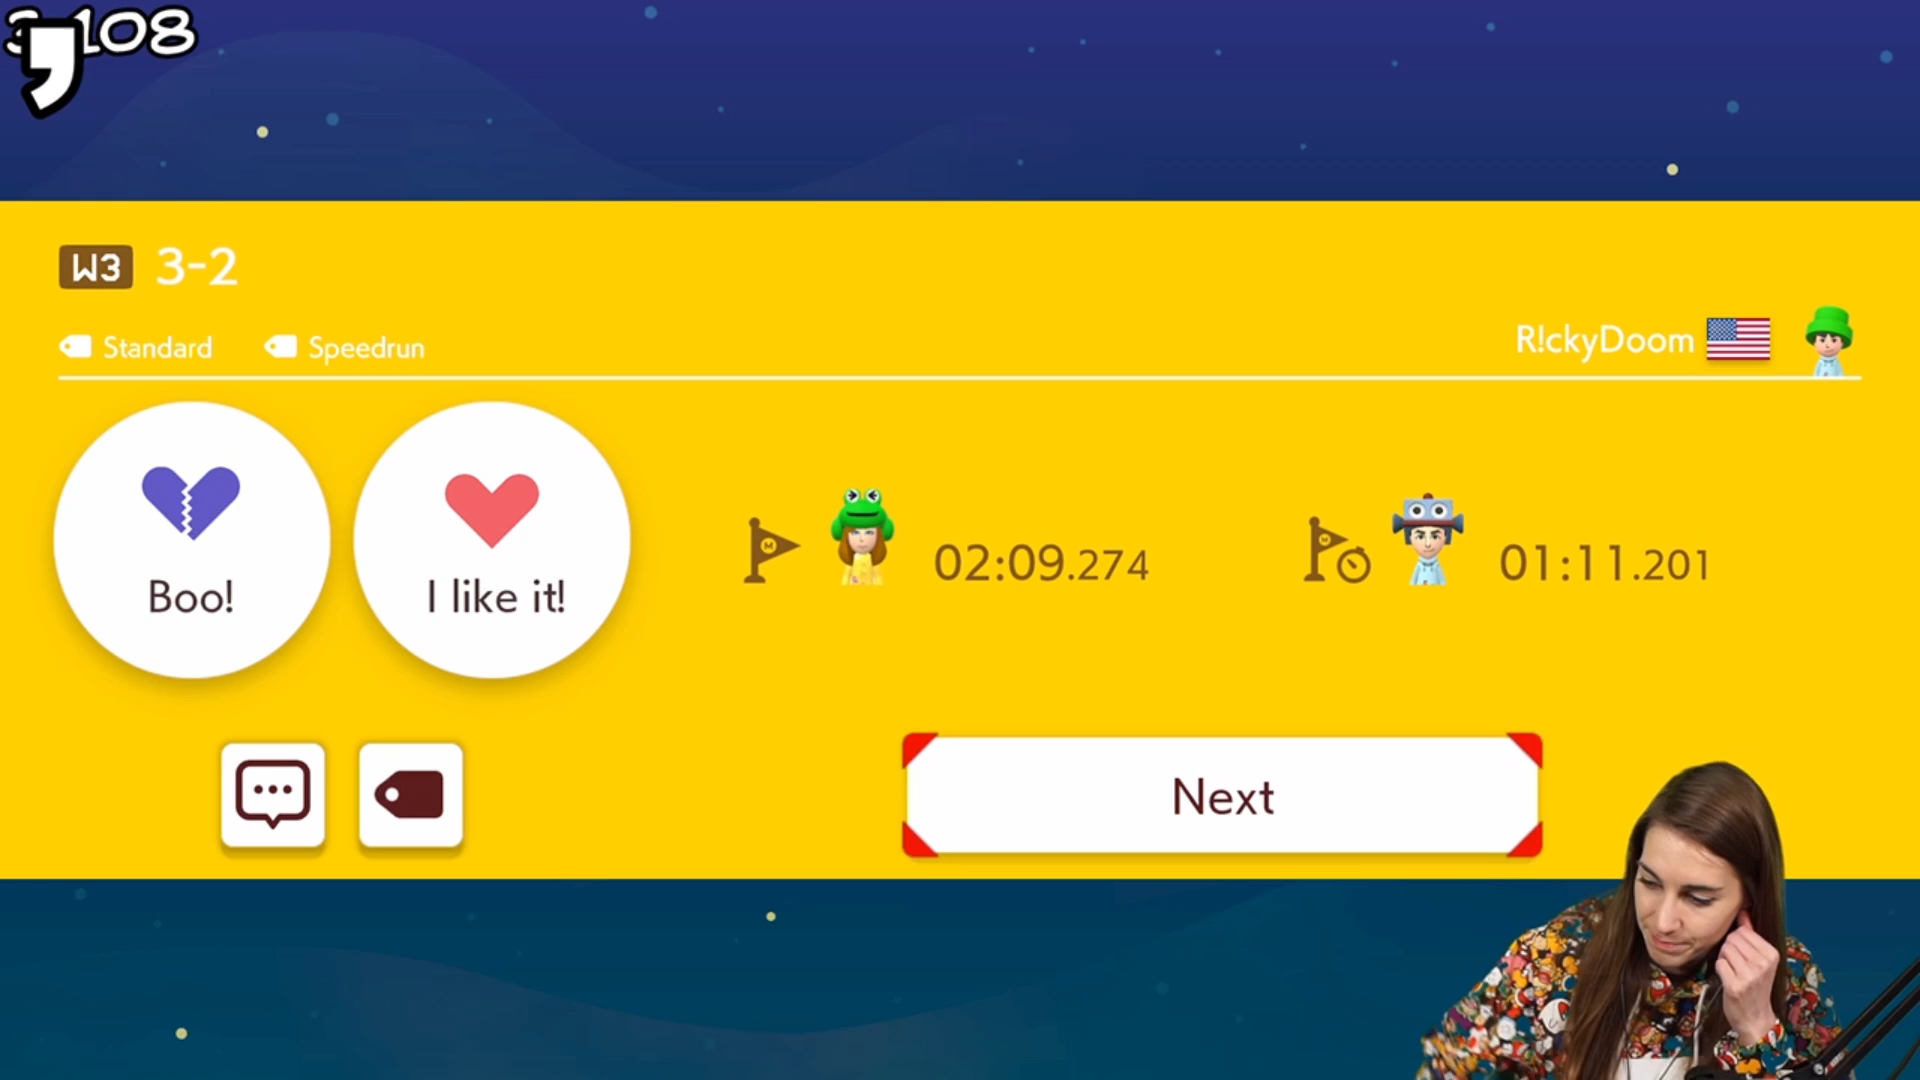 108
W3 3-2
Standard Speedrun
R!ckyDoom
Boo!
I like it!
02:09.274
01:11.201
Next